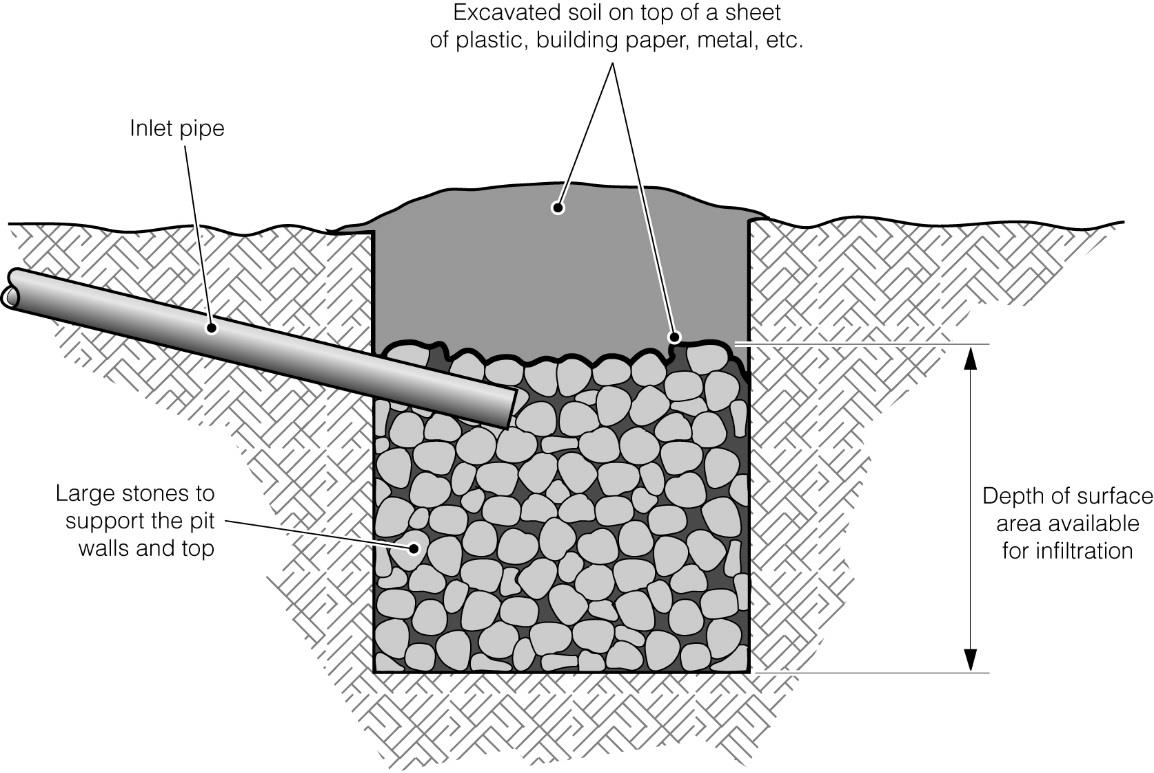 Excavated soil on top of a sheet
of plastic, building paper, metal, etc.
Inlet pipe
Large stones to
support the pit
walls and top
Depth of surface
area available
for infiltration